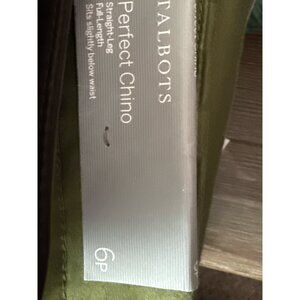 TALBOTS
Perfect Chino
Straight-Leg
Full-Length
Sits slightly below waist
6P